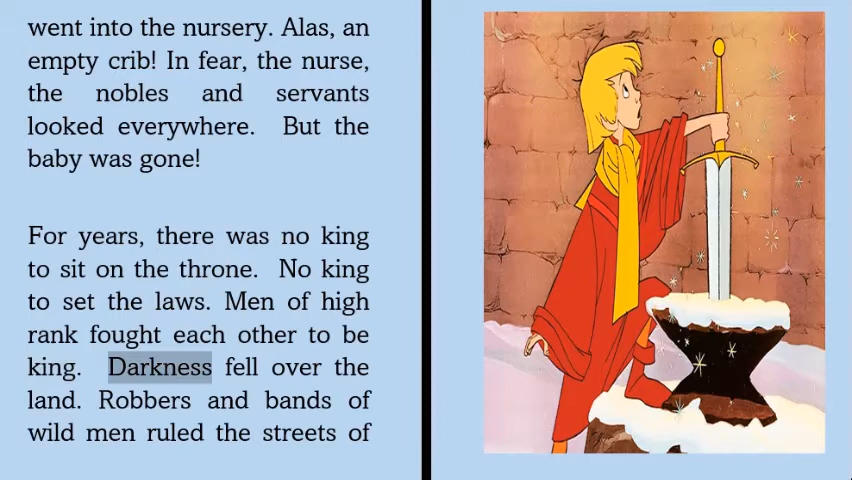 went into the nursery. Alas, an
empty crib! In fear, the nurse,
the nobles and servants
looked everywhere. But the
baby was gone!
For years, there was no king
to sit on the throne. No king
to set the laws. Men of high
rank fought each other to be
king. Darkness fell over the
land. Robbers and bands of
wild men ruled the streets of